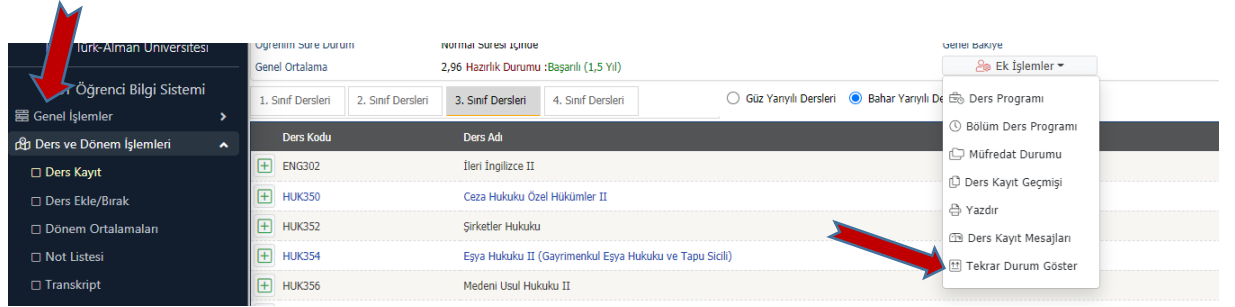 Türk-Alman Üniversitesi
Öğrenci Bilgi Sistemi
Genel İşlemler
Ders ve Dönem İşlemleri
Ders Kayıt
Ders Ekle/Bırak
Dönem Ortalamaları
Not Listesi
Transkript
Öğrenim Süre Durum
Normal Süresi İçinde
Genel Bakiye
Genel Ortalama
2,96 Hazırlık Durumu :Başarılı (1,5 Yıl)
Ek İşlemler
1. Sınıf Dersleri
2. Sınıf Dersleri
3. Sınıf Dersleri
4. Sınıf Dersleri
Güz Yarıyılı Dersleri
Bahar Yarıyılı De
Ders Kodu
Ders Adı
ENG302
İleri İngilizce II
HUK350
Ceza Hukuku Özel Hükümler II
HUK352
Şirketler Hukuku
HUK354
Eşya Hukuku II (Gayrimenkul Eşya Hukuku ve Tapu Sicili)
HUK356
Medeni Usul Hukuku II
Ders Programı
Bölüm Ders Programı
Müfredat Durumu
Ders Kayıt Geçmişi
Yazdır
Ders Kayıt Mesajları
Tekrar Durum Göster